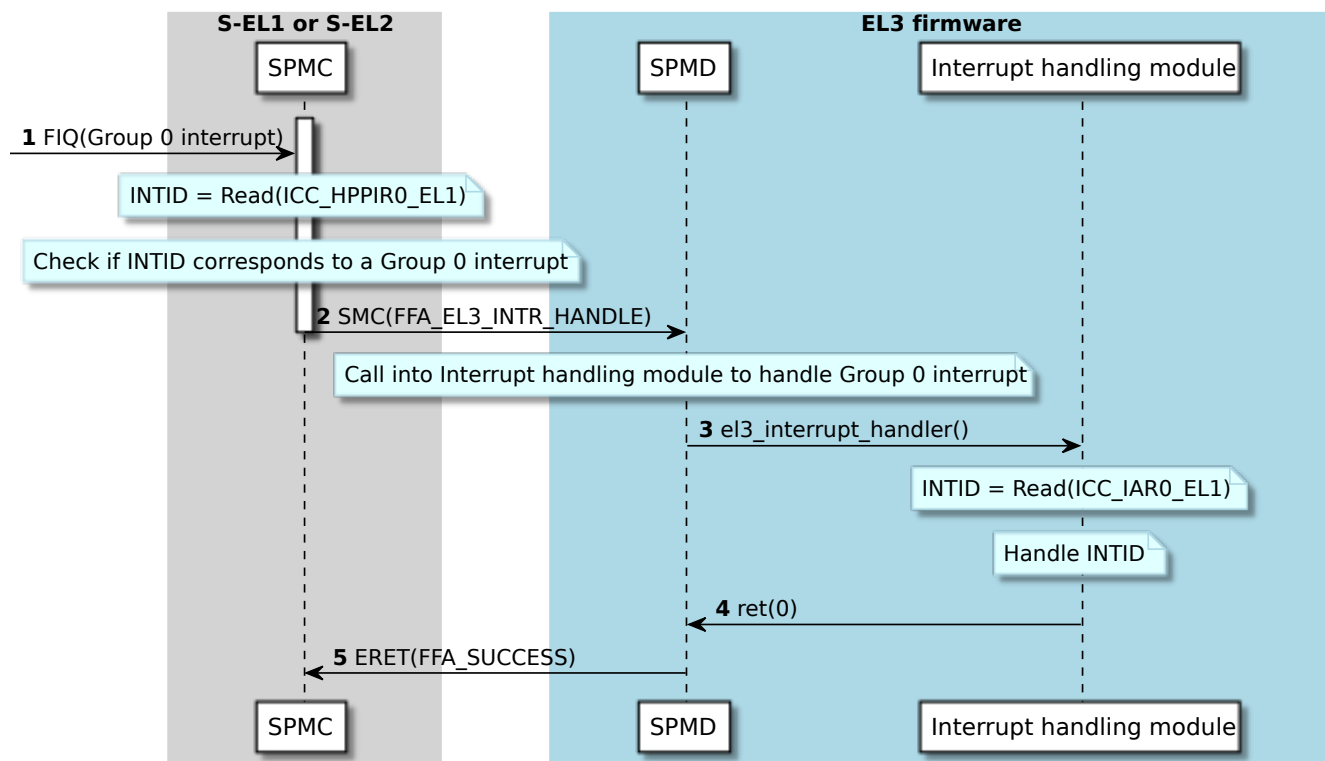 S-EL1 or S-EL2
EL3 firmware
SPMC
SPMD
Interrupt handling module
1 FIQ(Group 0 interrupt)
INTID = Read(ICC_HPPIR0_EL1)
Check if INTID corresponds to a Group 0 interrupt
2 SMC(FFA_EL3_INTR_HANDLE)
Call into Interrupt handling module to handle Group 0 interrupt
3 el3_interrupt_handler()
INTID = Read(ICC_IAR0_EL1)
Handle INTID
4 ret(0)
5 ERET(FFA_SUCCESS)
SPMC
SPMD
Interrupt handling module